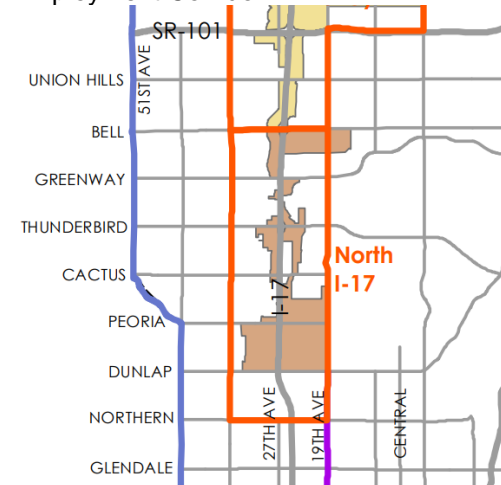 SR-101
51ST AVE
UNION HILLS
BELL
GREENWAY
THUNDERBIRD
North
I-17
CACTUS
I-17
PEORIA
DUNLAP
27TH AVE
19TH AVE
CENTRAL
NORTHERN
GLENDALE